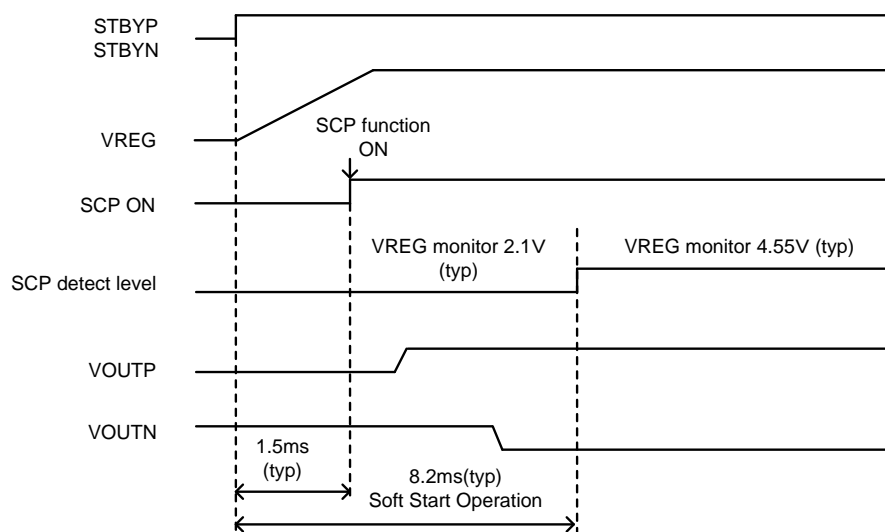 STBYP
STBYN
VREG
SCP function
ON
SCP ON
VREG monitor 2.1V
(typ)
VREG monitor 4.55V (typ)
SCP detect level
VOUTP
VOUTN
1.5ms
(typ)
8.2ms(typ)
Soft Start Operation